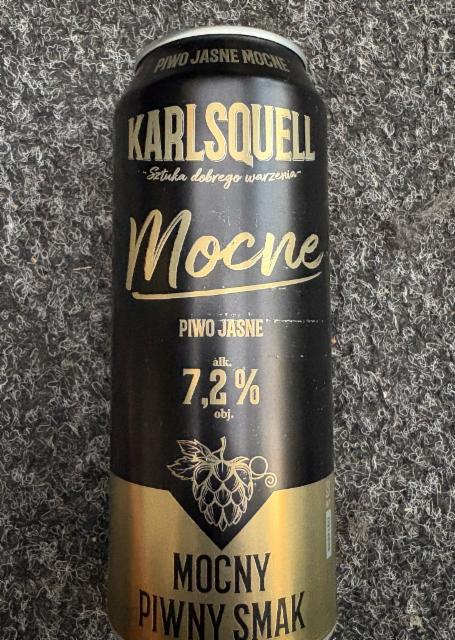 PIWO JASNE MOCNE
KARLSQUELL
-Sztuka dobrego warzenia-
Mocne
PIWO JASNE
alk.
7,2%
obj.
MOCNY
PIWNY SMAK